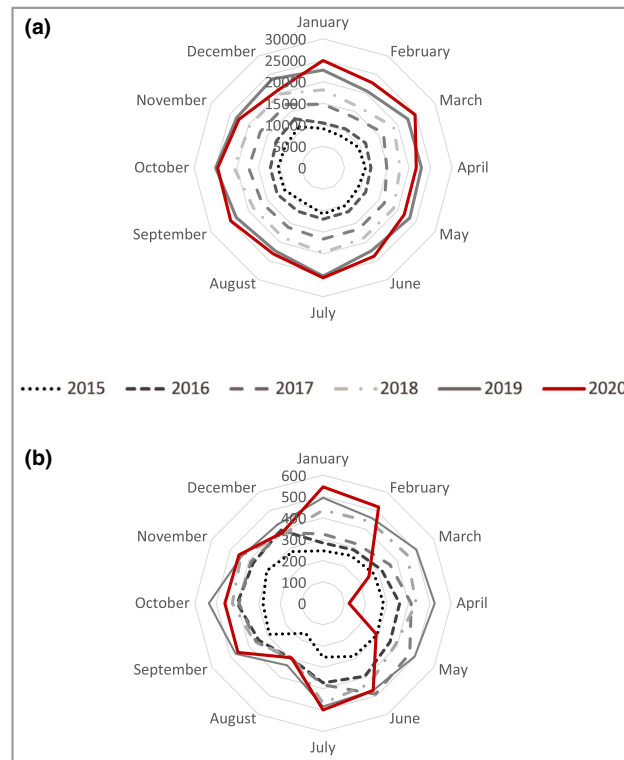 (a)
January
30000
December
February
25000
20000
November
March
15000
10000
5000
October
0
April
September
May
August
June
July
2015 2016 2017 2018 2019 2020
(b)
January
600
December
February
500
400
November
March
300
200
100
October
0
April
September
May
August
June
July